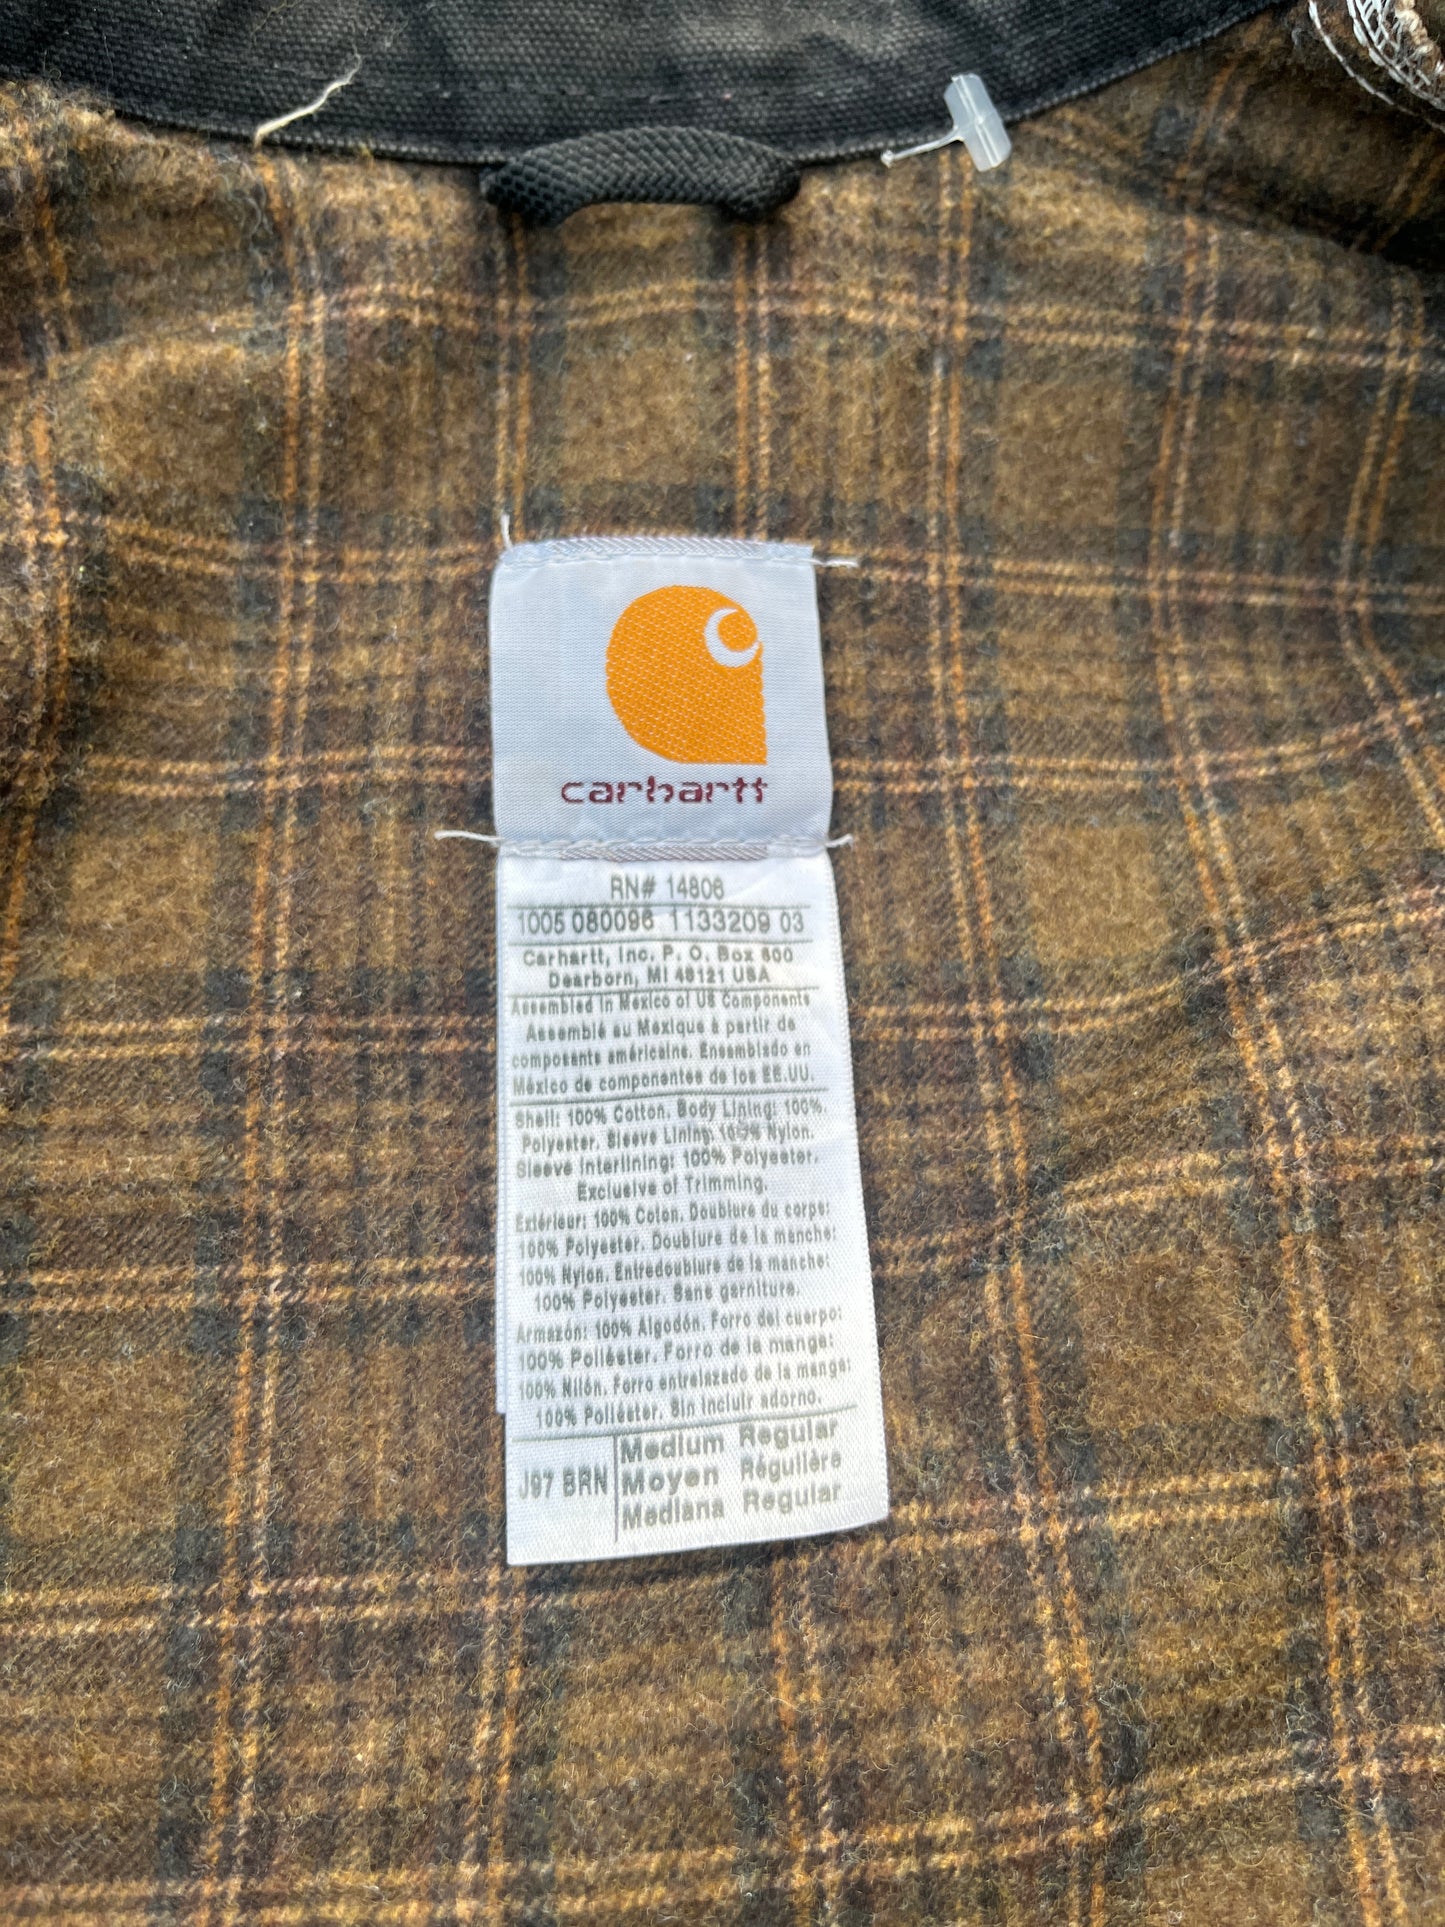 carhartt
RN# 14806
1005 080096 1133209 03
Carhartt, Inc. P. O. Box 600
Dearborn, MI 48121 USA
Assembled in Mexico of US Components
Assemblé au Mexique à partir de
composants américains. Ensamblado en
México de componentes de los EE.UU.
Shell: 100% Cotton. Body Lining: 100%
Polyester. Sleeve Lining: 100% Nylon.
Sleeve Interlining: 100% Polyester.
Exclusive of Trimming.
Extérieur: 100% Coton. Doublure du corps:
100% Polyester. Doublure de la manche:
100% Nylon. Entredoublure de la manche:
100% Polyester. Sans garniture.
Armazón: 100% Algodón. Forro del cuerpo:
100% Poliéster. Forro de la manga:
100% Nilón. Forro entrelazado de la manga:
100% Poliéster. Sin incluir adorno.
J97 BRN
Medium Regular
Moyen Régulière
Mediana Regular